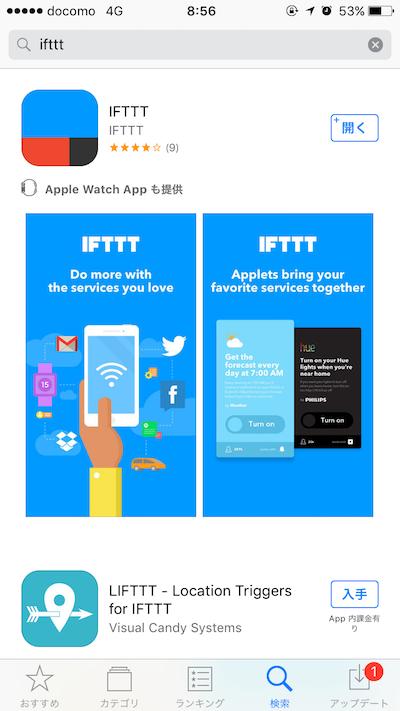 docomo 4G 8:56 53%
ifttt
IFTTT
IFTTT
(9)
+開く
Apple Watch App も提供
IFTTT
Do more with
the services you love
IFTTT
Applets bring your
favorite services together
Get the
forecast every
day at 7:00 AM
Turn on
hue
Turn on your Hue
lights when you're
near home
by PHILIPS
Turn on
LIFTTT - Location Triggers
for IFTTT
Visual Candy Systems
入手
App 内課金有
り
おすすめ
カテゴリ
ランキング
検索
1
アップデート